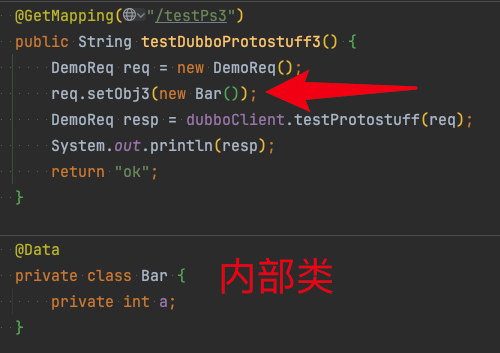 @GetMapping("/testPs3")
public String testDubboProtostuff3() {
    DemoReq req = new DemoReq();
    req.setObj3(new Bar());
    DemoReq resp = dubboClient.testProtostuff(req);
    System.out.println(resp);
    return "ok";
}
@Data
private class Bar {
内部类
    private int a;
}